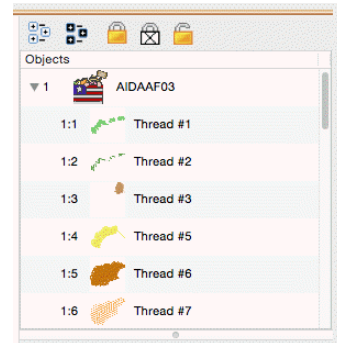 Objects
1 AIDAAF03
1:1 Thread #1
1:2 Thread #2
1:3 Thread #3
1:4 Thread #5
1:5 Thread #6
1:6 Thread #7